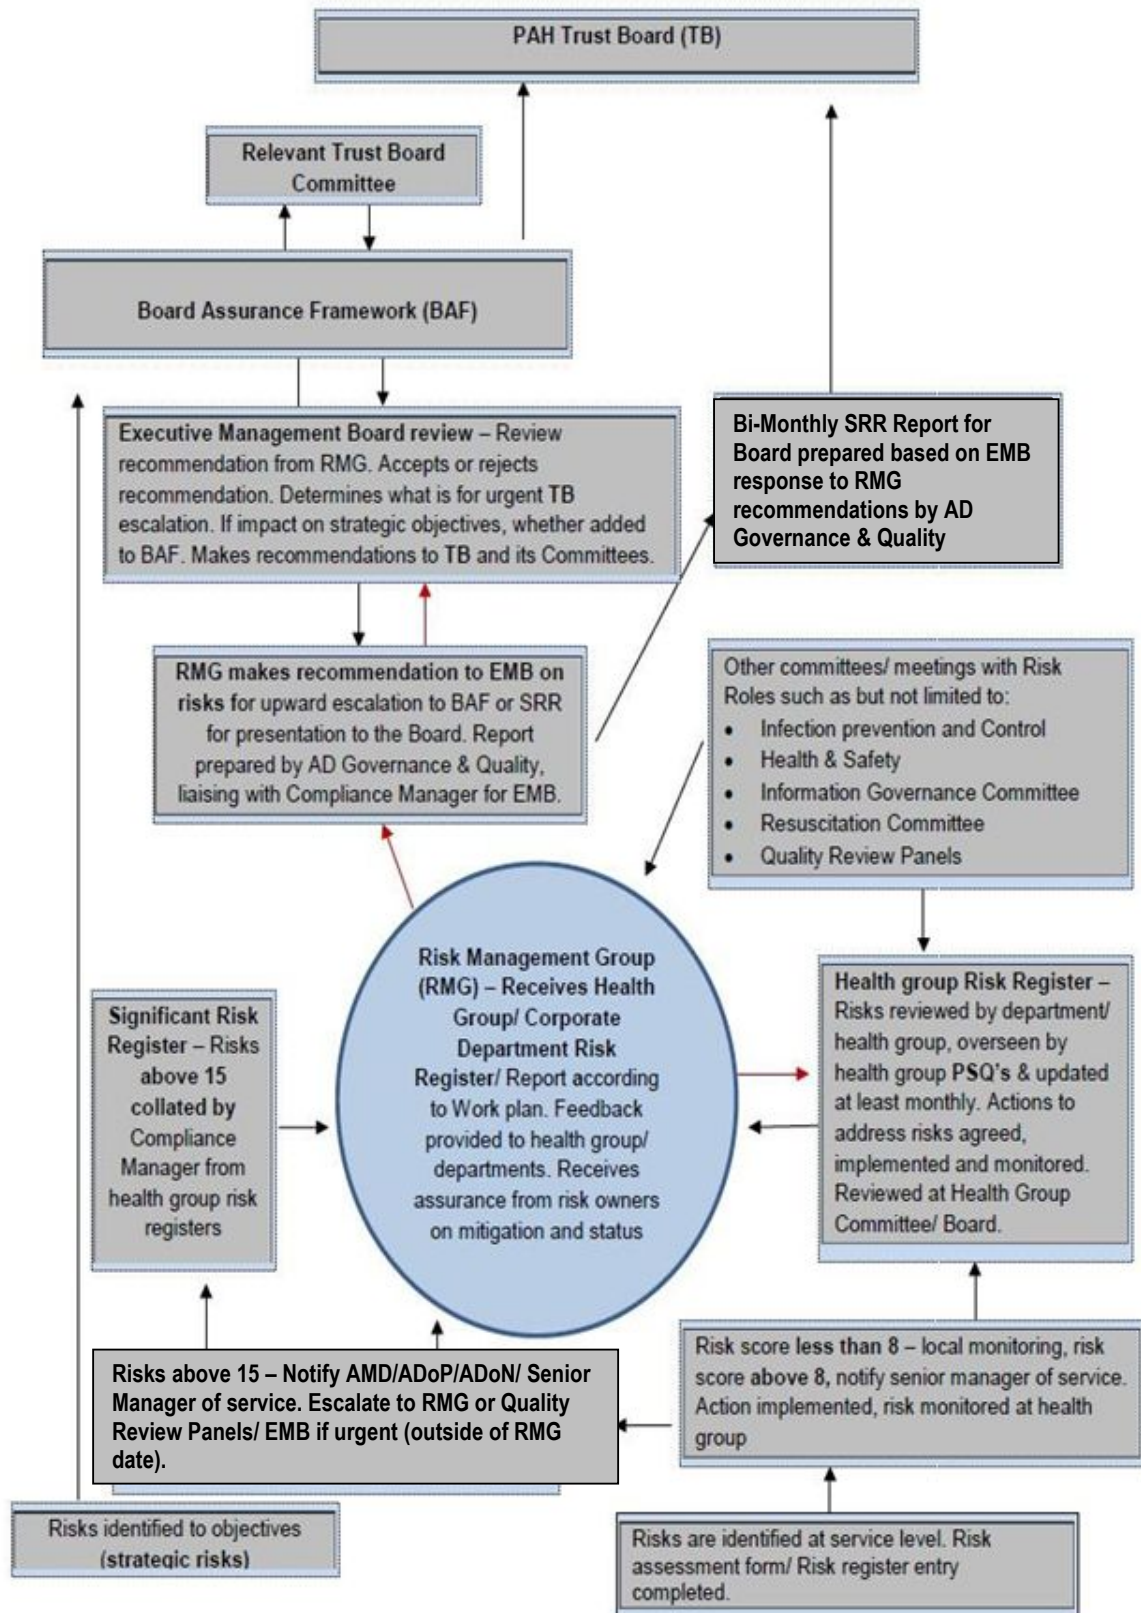 PAH Trust Board (TB)
Relevant Trust Board
Committee
Board Assurance Framework (BAF)
Executive Management Board review – Review
recommendation from RMG. Accepts or rejects
recommendation. Determines what is for urgent TB
escalation. If impact on strategic objectives, whether added
to BAF. Makes recommendations to TB and its Committees.
Bi-Monthly SRR Report for
Board prepared based on EMB
response to RMG
recommendations by AD
Governance & Quality
RMG makes recommendation to EMB on
risks for upward escalation to BAF or SRR
for presentation to the Board. Report
prepared by AD Governance & Quality,
liaising with Compliance Manager for EMB.
Other committees/ meetings with Risk
Roles such as but not limited to:
• Infection prevention and Control
• Health & Safety
• Information Governance Committee
• Resuscitation Committee
• Quality Review Panels
Risk Management Group
(RMG) – Receives Health
Group/ Corporate
Department Risk
Register/ Report according
to Work plan. Feedback
provided to health group/
departments. Receives
assurance from risk owners
on mitigation and status
Significant Risk
Register – Risks
above 15
collated by
Compliance
Manager from
health group risk
registers
Health group Risk Register –
Risks reviewed by department/
health group, overseen by
health group PSQ's & updated
at least monthly. Actions to
address risks agreed,
implemented and monitored.
Reviewed at Health Group
Committee/ Board.
Risks above 15 – Notify AMD/ADoP/ADoN/ Senior
Manager of service. Escalate to RMG or Quality
Review Panels/ EMB if urgent (outside of RMG
date).
Risk score less than 8 – local monitoring, risk
score above 8, notify senior manager of service.
Action implemented, risk monitored at health
group
Risks identified to objectives
(strategic risks)
Risks are identified at service level. Risk
assessment form/ Risk register entry
completed.